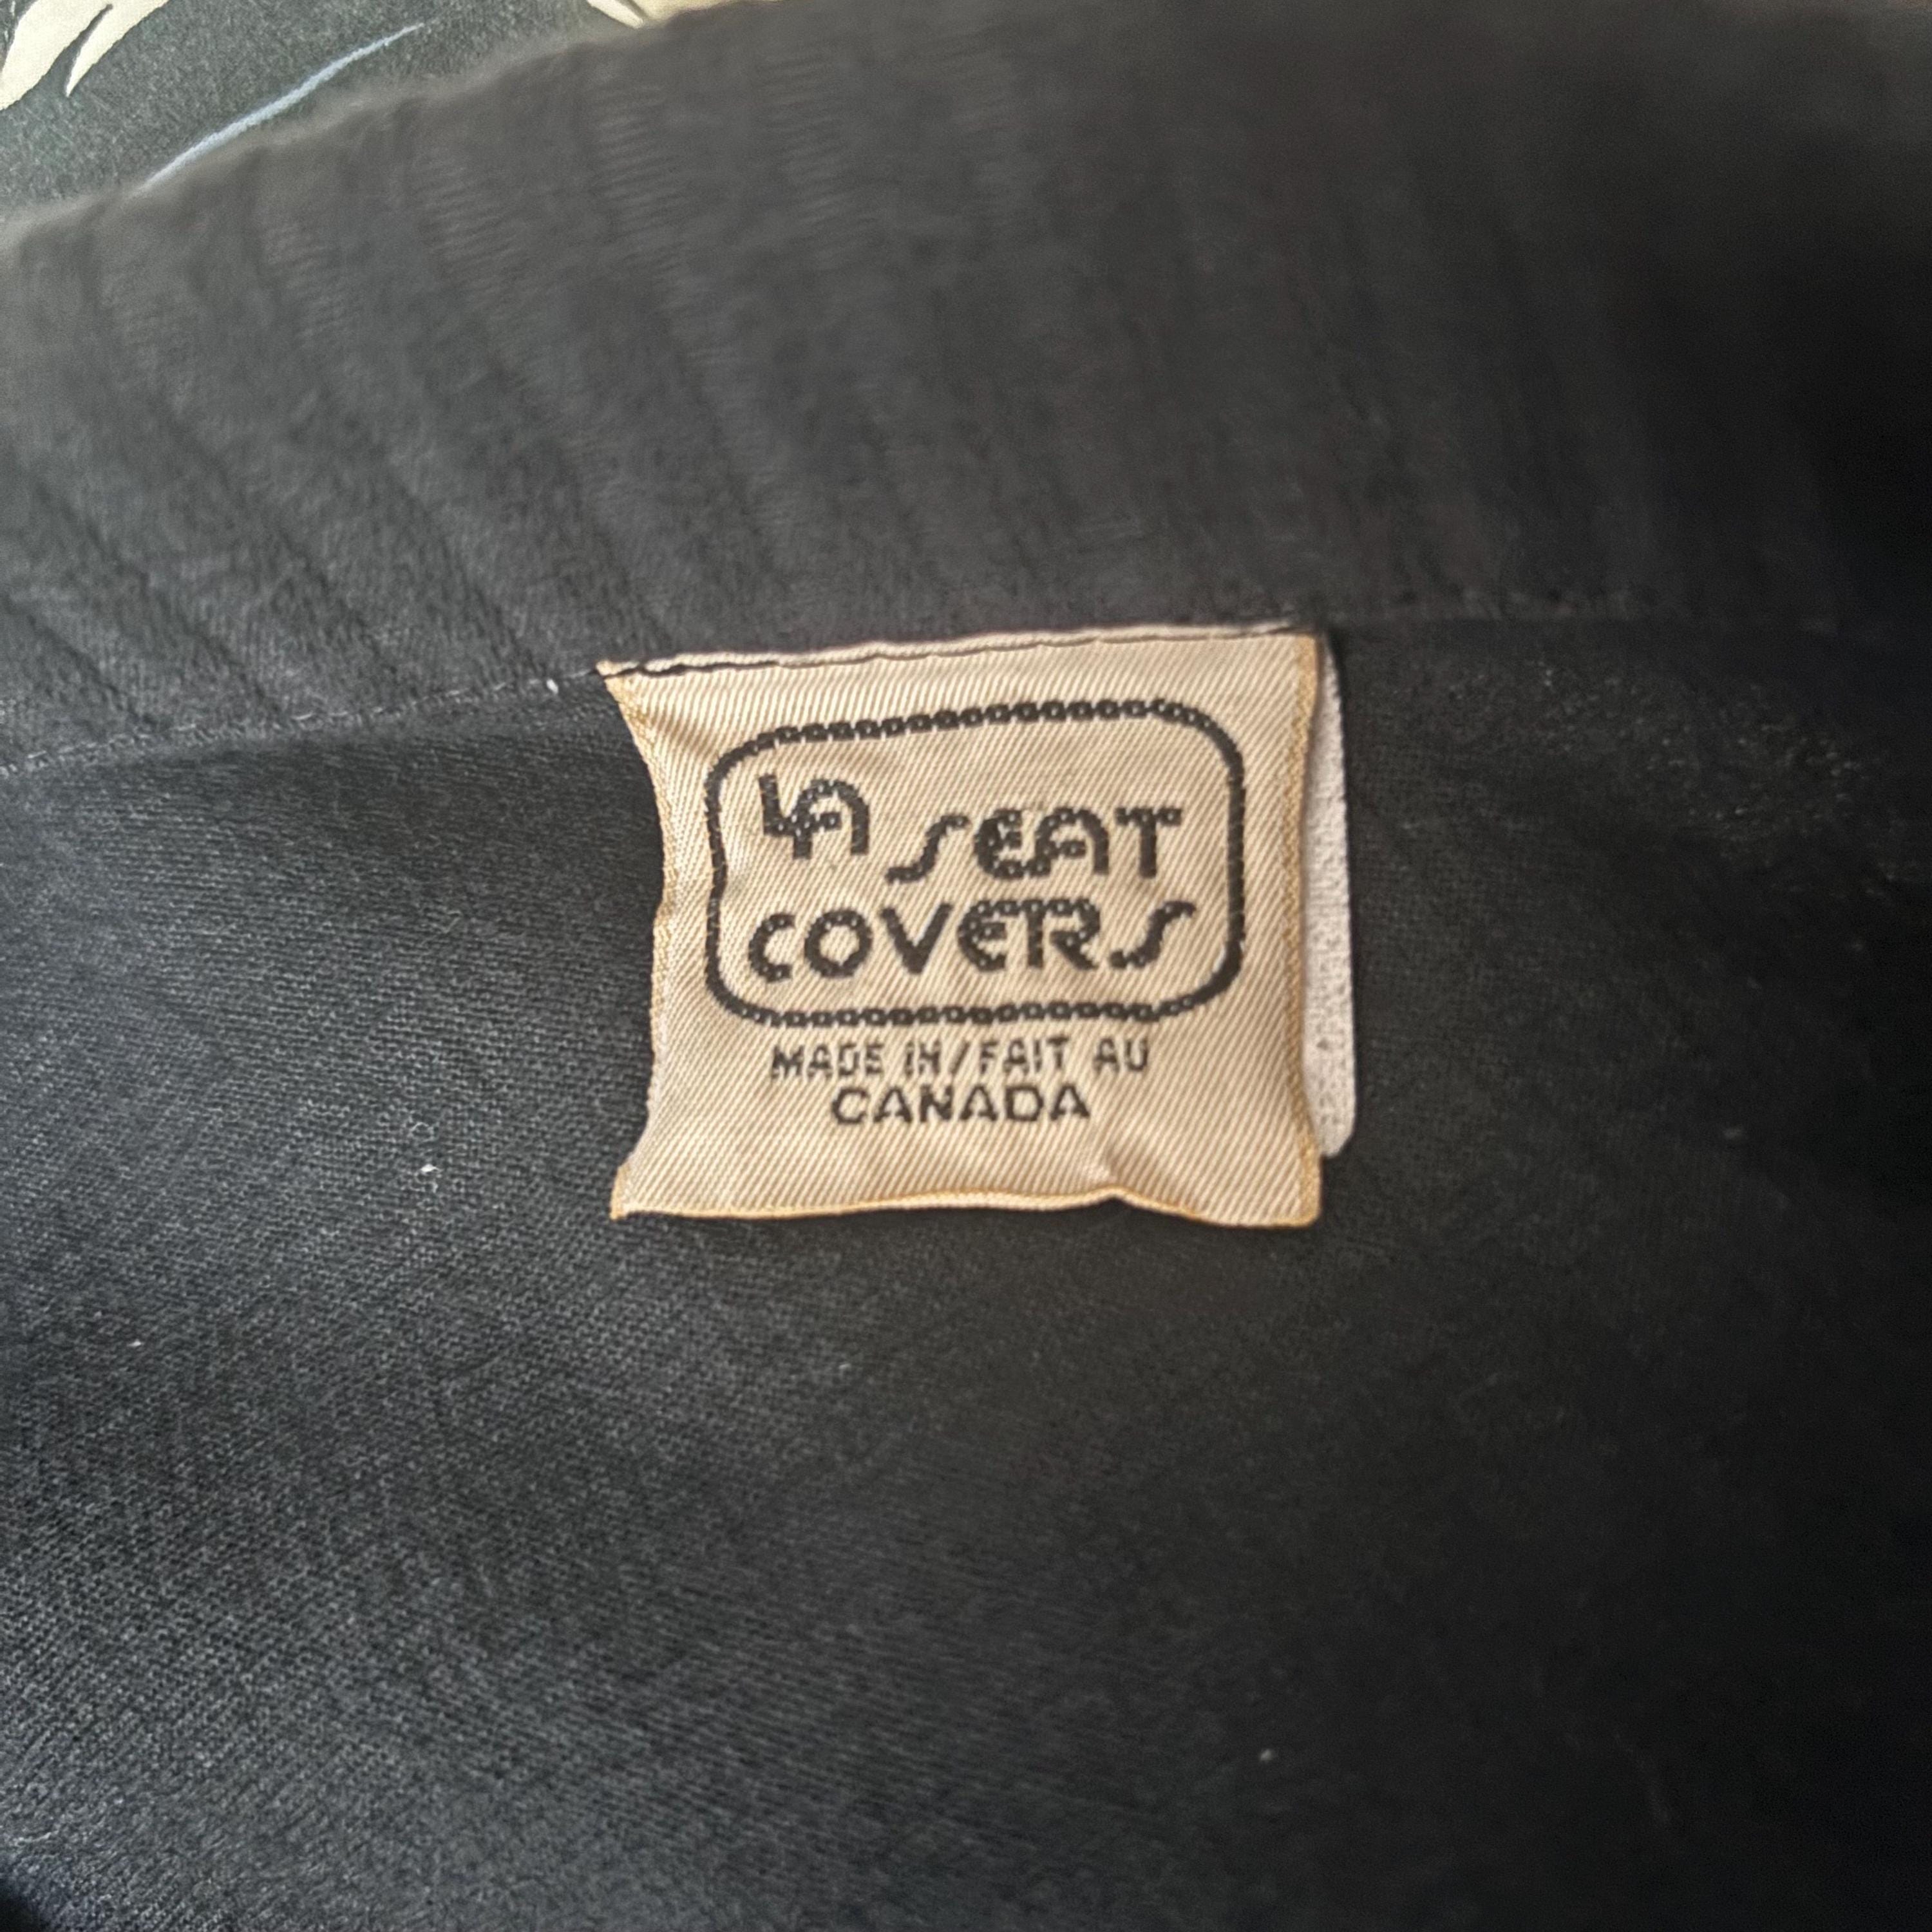 LA SEAT
COVERS
MADE IN/FAIT AU
CANADA